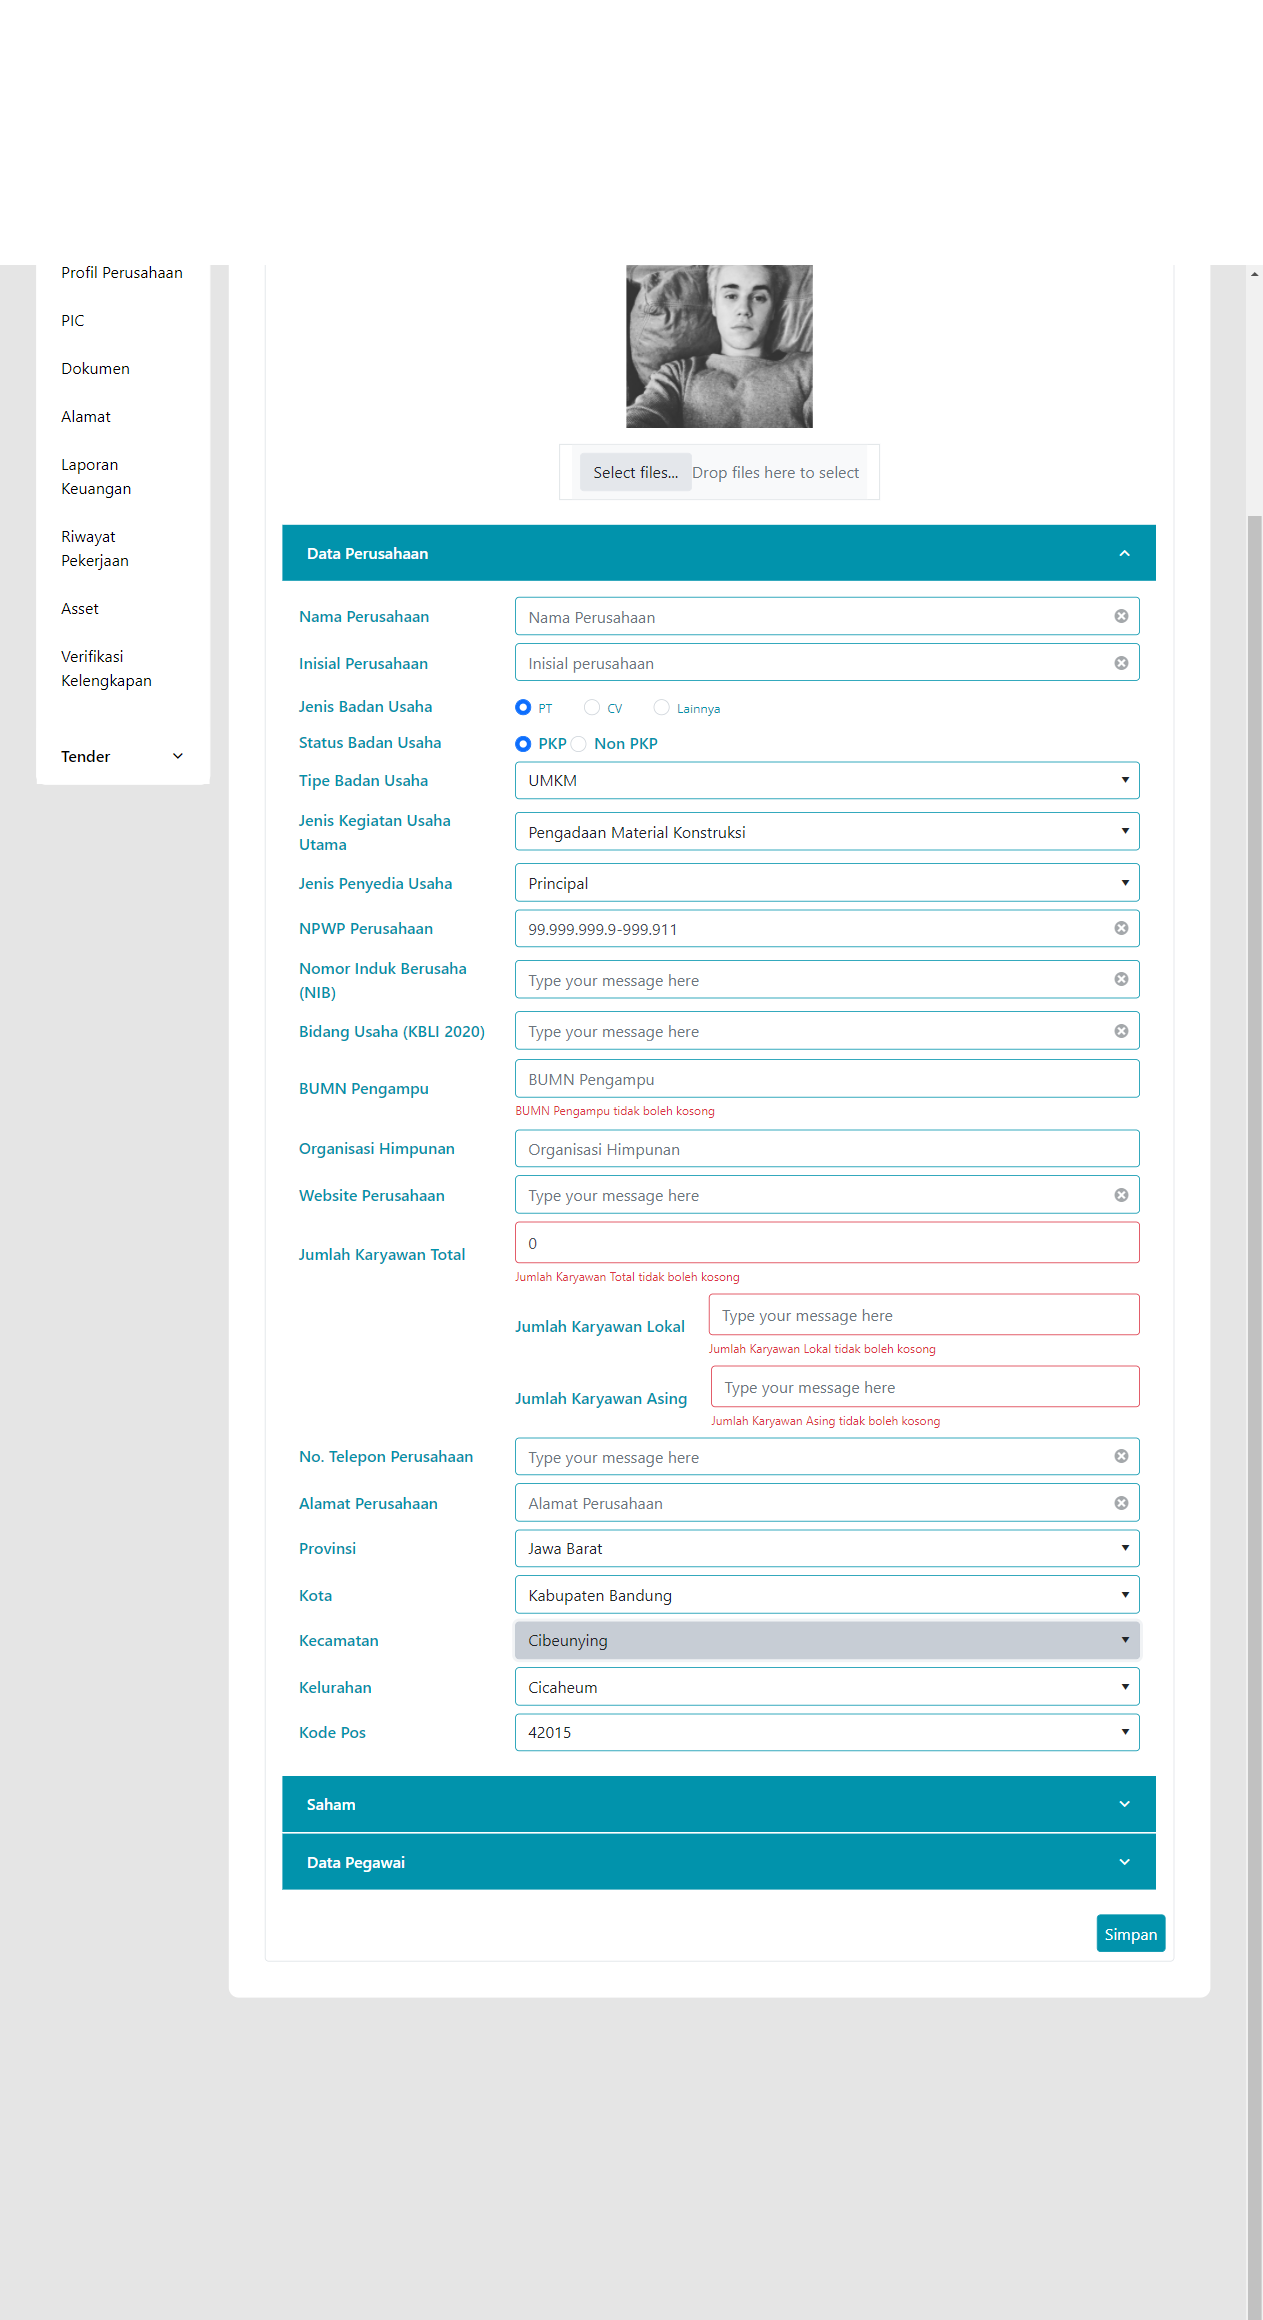 Profil Perusahaan
PIC
Dokumen
Alamat
Laporan
Keuangan
Riwayat
Pekerjaan
Asset
Verifikasi
Kelengkapan
Tender
Select files... Drop files here to select
Data Perusahaan
Nama Perusahaan Nama Perusahaan
Inisial Perusahaan Inisial perusahaan
Jenis Badan Usaha PT CV Lainnya
Status Badan Usaha PKP Non PKP
Tipe Badan Usaha UMKM
Jenis Kegiatan Usaha
Utama
Pengadaan Material Konstruksi
Jenis Penyedia Usaha Principal
NPWP Perusahaan 99.999.999.9-999.911
Nomor Induk Berusaha
(NIB)
Type your message here
Bidang Usaha (KBLI 2020) Type your message here
BUMN Pengampu BUMN Pengampu
BUMN Pengampu tidak boleh kosong
Organisasi Himpunan Organisasi Himpunan
Website Perusahaan Type your message here
Jumlah Karyawan Total 0
Jumlah Karyawan Total tidak boleh kosong
Jumlah Karyawan Lokal Type your message here
Jumlah Karyawan Lokal tidak boleh kosong
Jumlah Karyawan Asing Type your message here
Jumlah Karyawan Asing tidak boleh kosong
No. Telepon Perusahaan Type your message here
Alamat Perusahaan Alamat Perusahaan
Provinsi Jawa Barat
Kota Kabupaten Bandung
Kecamatan Cibeunying
Kelurahan Cicaheum
Kode Pos 42015
Saham
Data Pegawai
Simpan